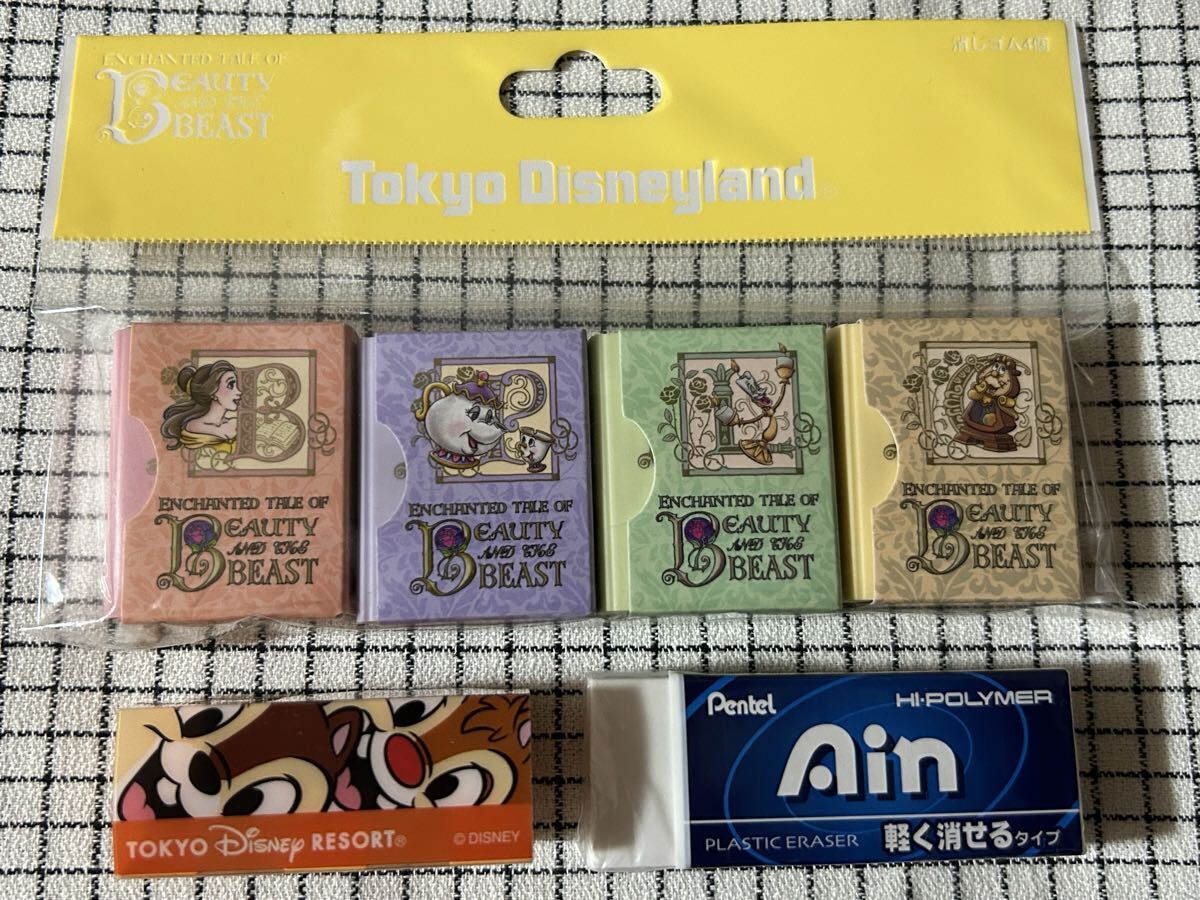 ENCHANTED TALE OF
BEAUTY
AND THE
BEAST
消しゴム4個
Tokyo Disneyland®
ENCHANTED TALE OF
BEAUTY
AND THE
BEAST
ENCHANTED TALE OF
BEAUTY
AND THE
BEAST
ENCHANTED TALE OF
BEAUTY
AND THE
BEAST
ENCHANTED TALE OF
BEAUTY
AND THE
BEAST
TOKYO Disney RESORT®
© DISNEY
Pentel
HI-POLYMER
Ain
PLASTIC ERASER
軽く消せるタイプ